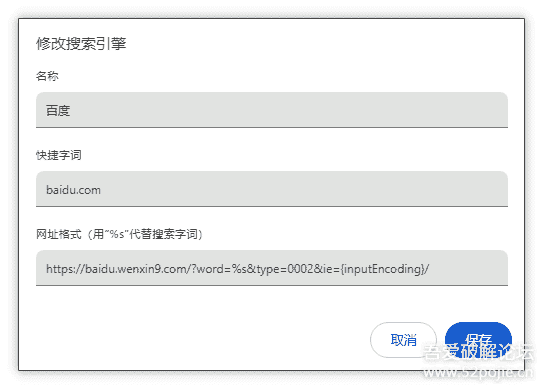 修改搜索引擎
名称
百度
快捷字词
baidu.com
网址格式（用“%s”代替搜索字词）
https://baidu.wenxin9.com/?word=%s&type=0002&ie={inputEncoding}/
取消
保存
吾爱破解论坛
www.52pojie.cn